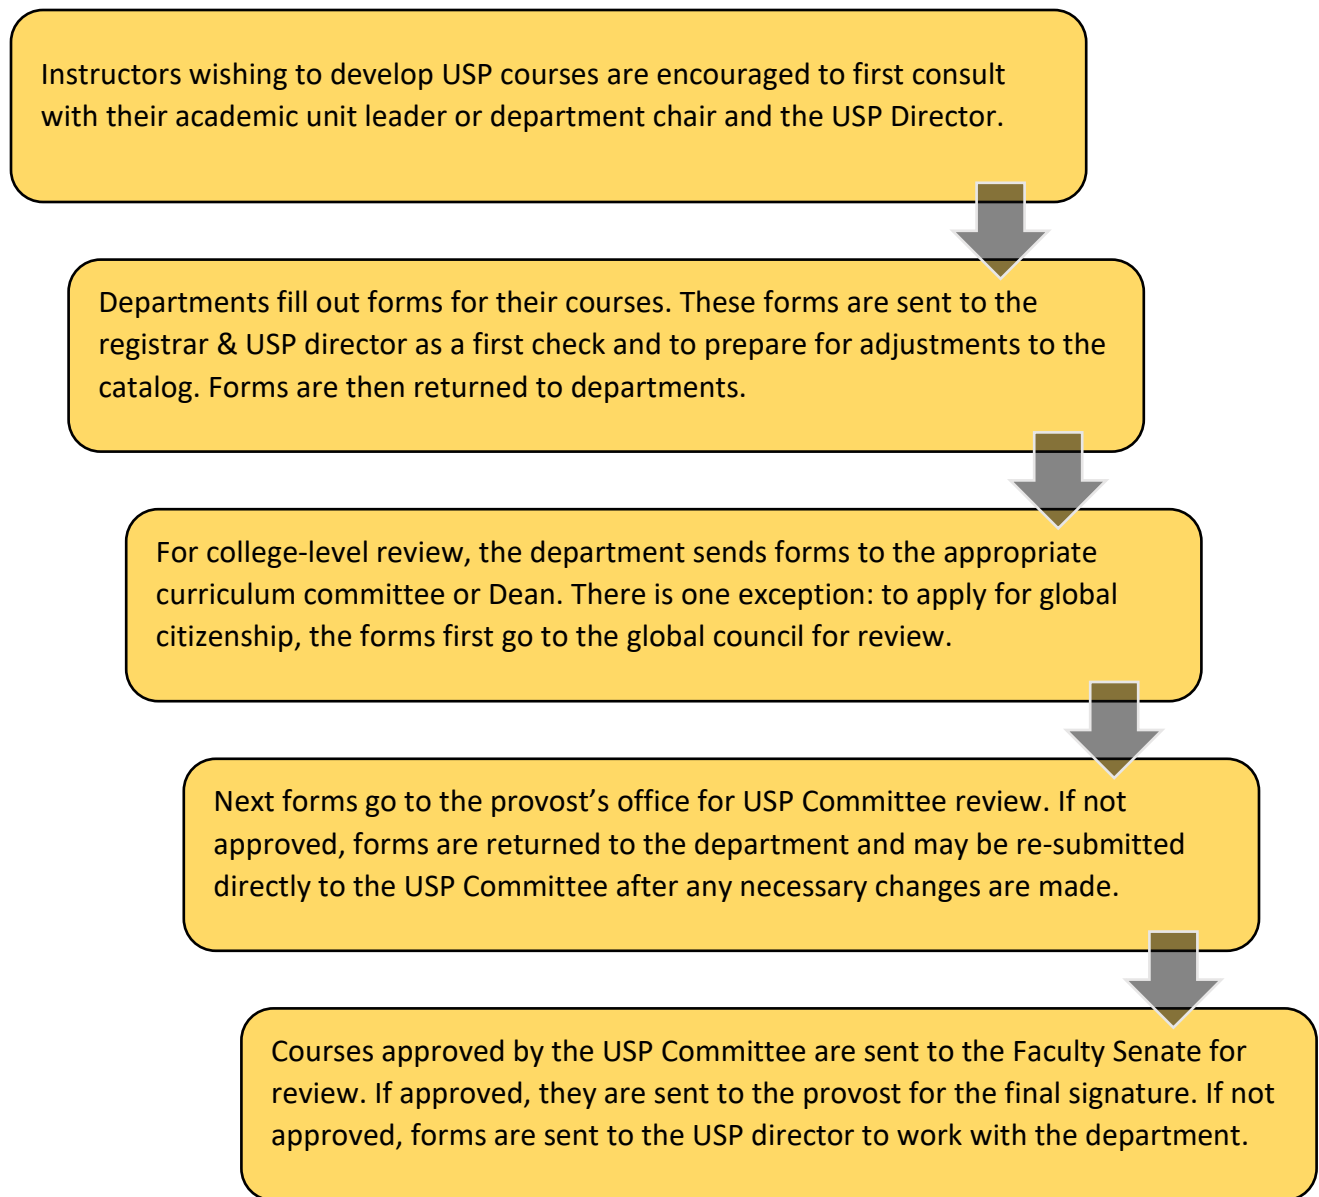 Instructors wishing to develop USP courses are encouraged to first consult
with their academic unit leader or department chair and the USP Director.
Departments fill out forms for their courses. These forms are sent to the
registrar & USP director as a first check and to prepare for adjustments to the
catalog. Forms are then returned to departments.
For college-level review, the department sends forms to the appropriate
curriculum committee or Dean. There is one exception: to apply for global
citizenship, the forms first go to the global council for review.
Next forms go to the provost’s office for USP Committee review. If not
approved, forms are returned to the department and may be re-submitted
directly to the USP Committee after any necessary changes are made.
Courses approved by the USP Committee are sent to the Faculty Senate for
review. If approved, they are sent to the provost for the final signature. If not
approved, forms are sent to the USP director to work with the department.